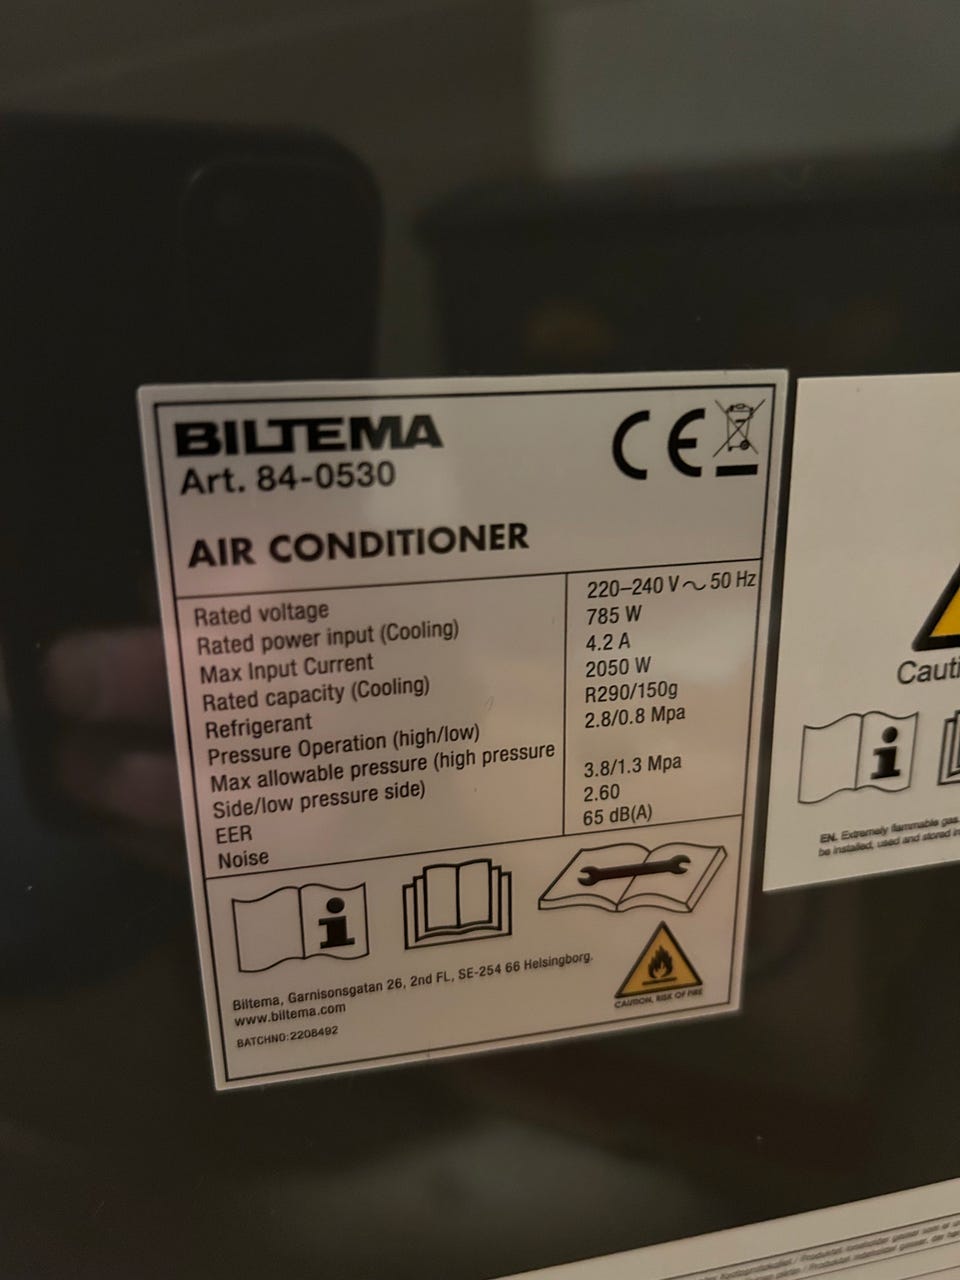 BILTEMA
Art. 84-0530
CE
AIR CONDITIONER
Rated voltage 220–240 V~ 50 Hz
Rated power input (Cooling) 785 W
Max Input Current 4.2 A
Rated capacity (Cooling) 2050 W
Refrigerant R290/150g
Pressure Operation (high/low) 2.8/0.8 Mpa
Max allowable pressure (high pressure
Side/low pressure side) 3.8/1.3 Mpa
EER 2.60
Noise 65 dB(A)
CAUTION, RISK OF FIRE
Biltema, Garnisonsgatan 26, 2nd FL, SE-254 66 Helsingborg.
www.biltema.com
BATCHNO:2208492
Cauti
EN. Extremely flammable gas.
be installed, used and stored in